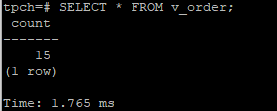 tpch=# SELECT * FROM v_order;
count
-------
15
(1 row)
Time: 1.765 ms